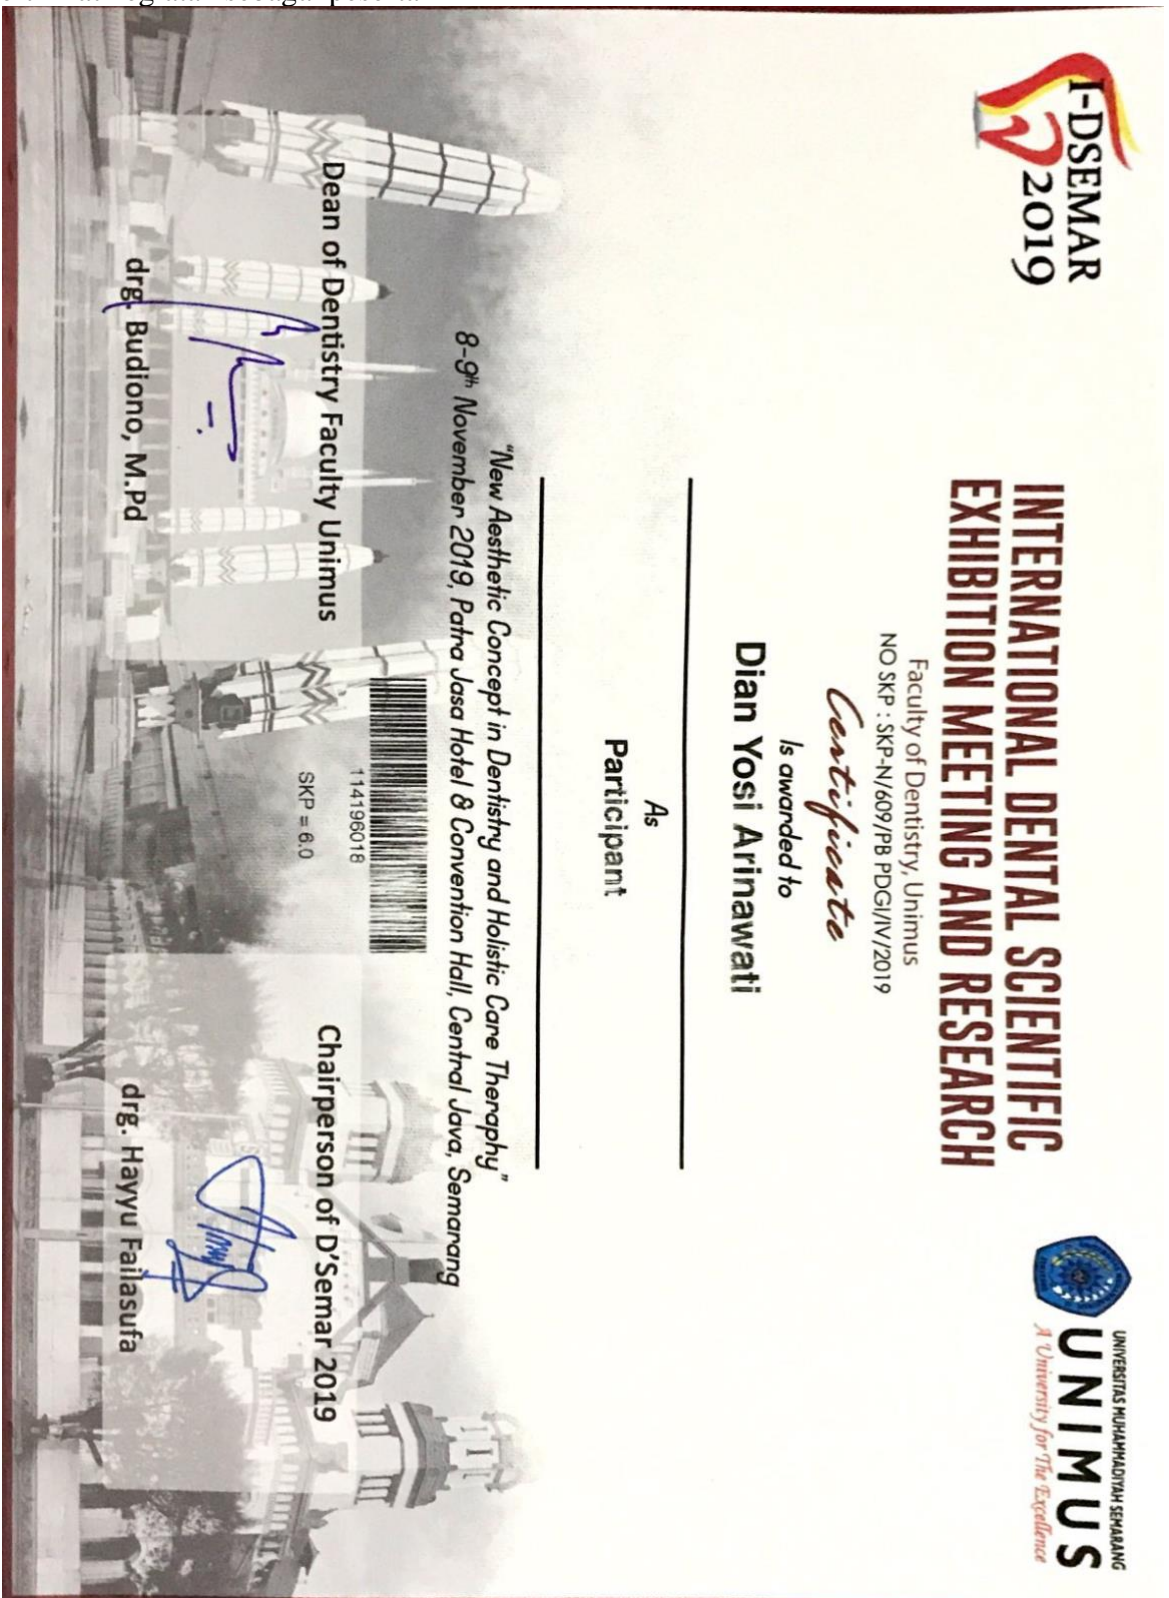 I-DSEMAR
2019
UNIVERSITAS MUHAMMADIYAH SEMARANG
UNIMUS
A University for The Excellence
INTERNATIONAL DENTAL SCIENTIFIC
EXHIBITION MEETING AND RESEARCH
Faculty of Dentistry, Unimus
NO SKP : SKP-N/609/PB PDGI/IV/2019
Certificate
Is awarded to
Dian Yosi Arinawati
As
Participant
"New Aesthetic Concept in Dentistry and Holistic Care Theraphy"
8-9th November 2019, Patra Jasa Hotel & Convention Hall, Central Java, Semarang
114196018
SKP = 6.0
Dean of Dentistry Faculty Unimus
drg. Budiono, M.Pd
Chairperson of D'Semar 2019
drg. Hayyu Failasufa